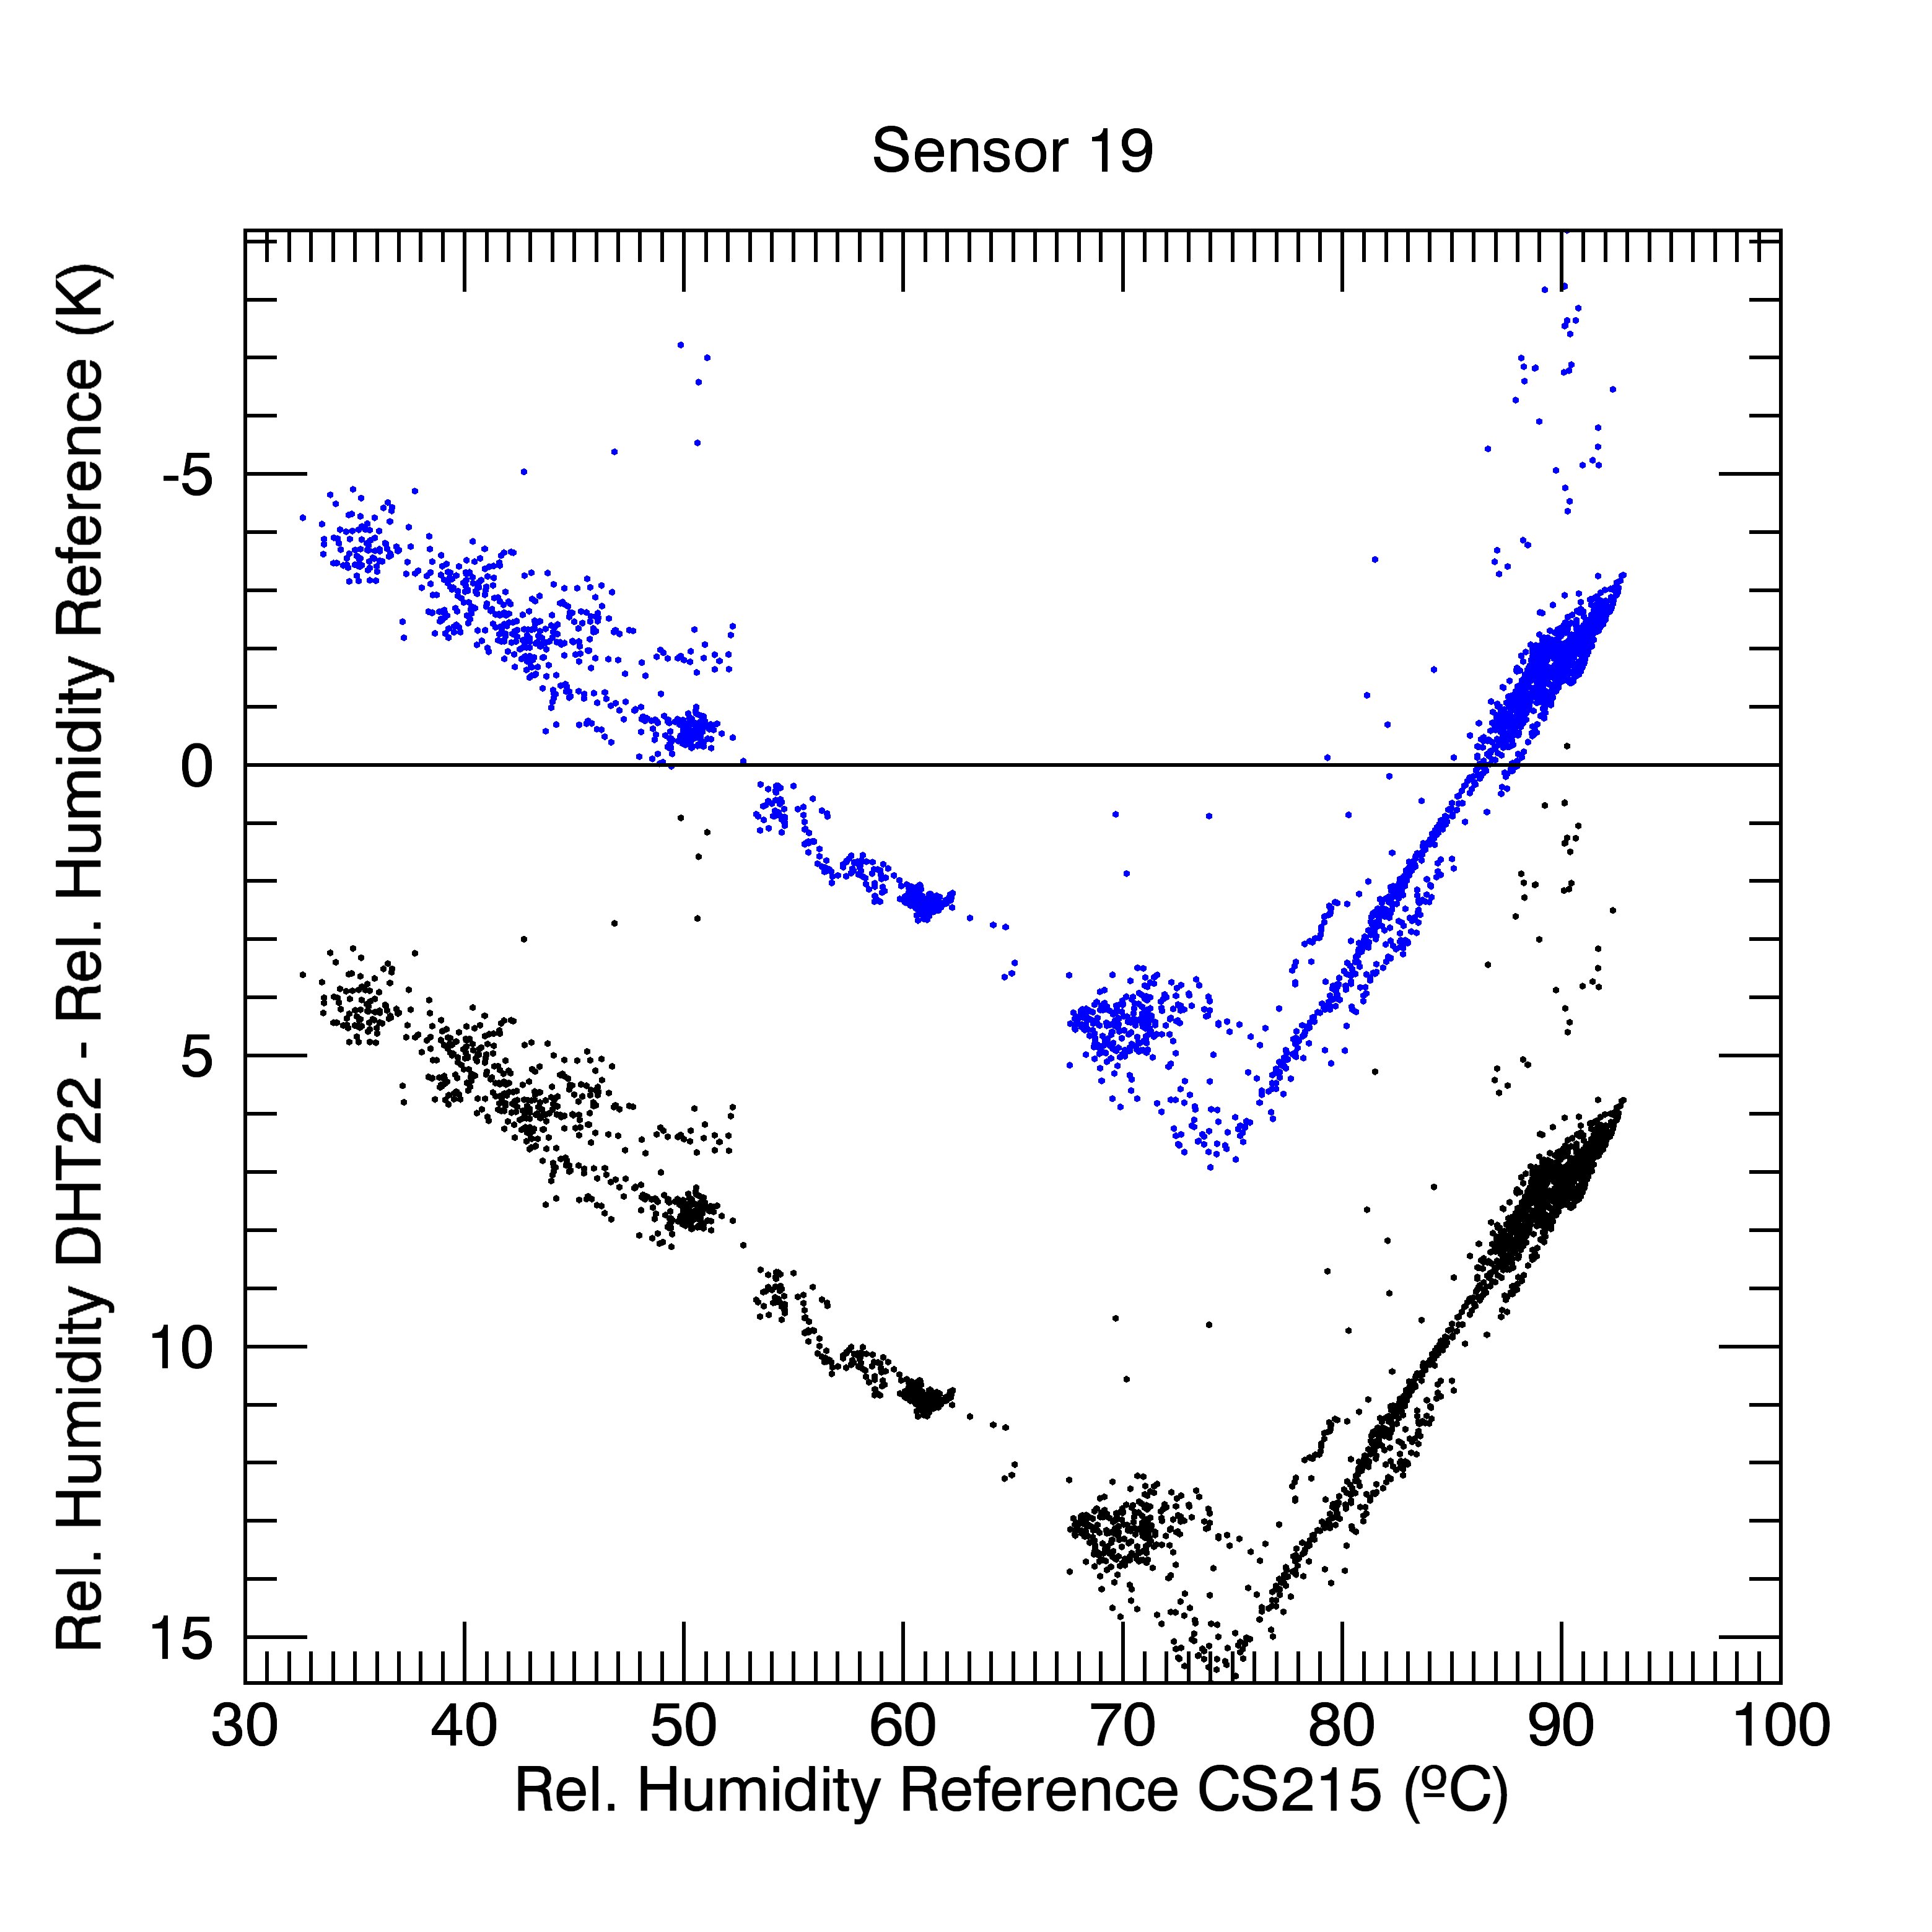 Sensor 19
Rel. Humidity DHT22 - Rel. Humidity Reference (K)
-5
0
5
10
15
30 40 50 60 70 80 90 100
Rel. Humidity Reference CS215 (ºC)